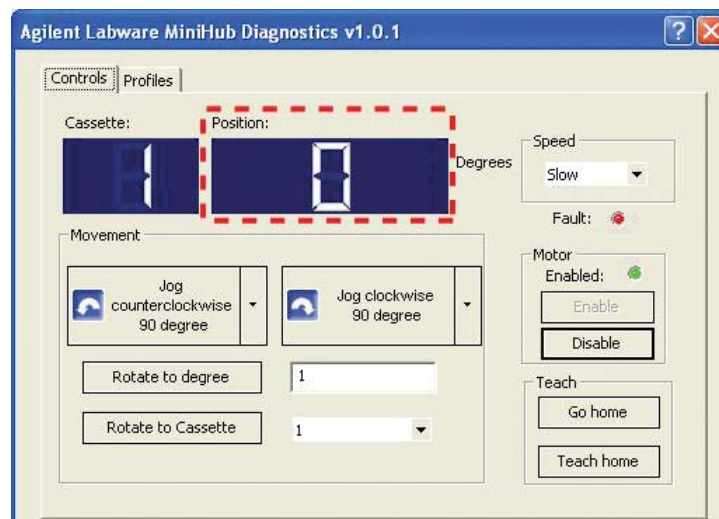 Agilent Labware MiniHub Diagnostics v1.0.1
Controls
Profiles
Cassette:
Position:
1
0
Degrees
Speed
Slow
Fault:
Movement
Jog
counterclockwise
90 degree
Jog clockwise
90 degree
Motor
Enabled:
Enable
Disable
Rotate to degree
1
Rotate to Cassette
1
Teach
Go home
Teach home